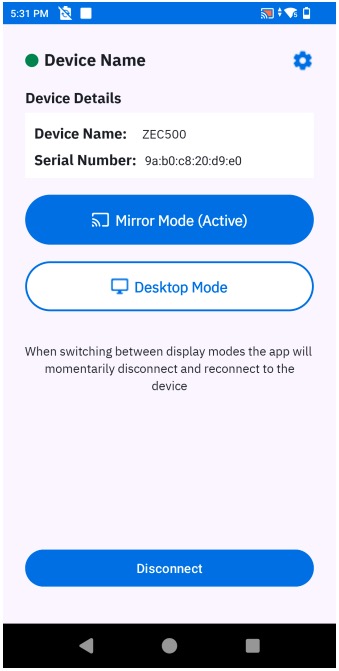 5:31 PM
Device Name
Device Details
Device Name: ZEC500
Serial Number: 9a:b0:c8:20:d9:e0
Mirror Mode (Active)
Desktop Mode
When switching between display modes the app will
momentarily disconnect and reconnect to the
device
Disconnect